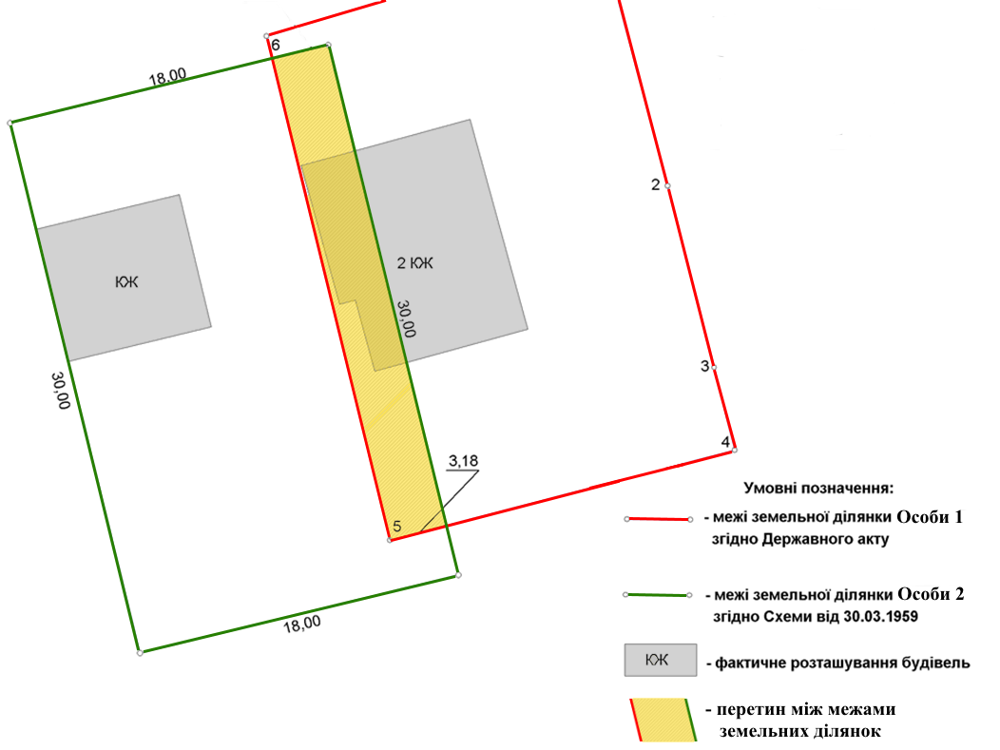 6
18,00
2
КЖ
2 КЖ
30,00
3
30,00
4
3,18
5
18,00
Умовні позначення:
- межі земельної ділянки Особи 1
згідно Державного акту
- межі земельної ділянки Особи 2
згідно Схеми від 30.03.1959
КЖ - фактичне розташування будівель
- перетин між межами
земельних ділянок